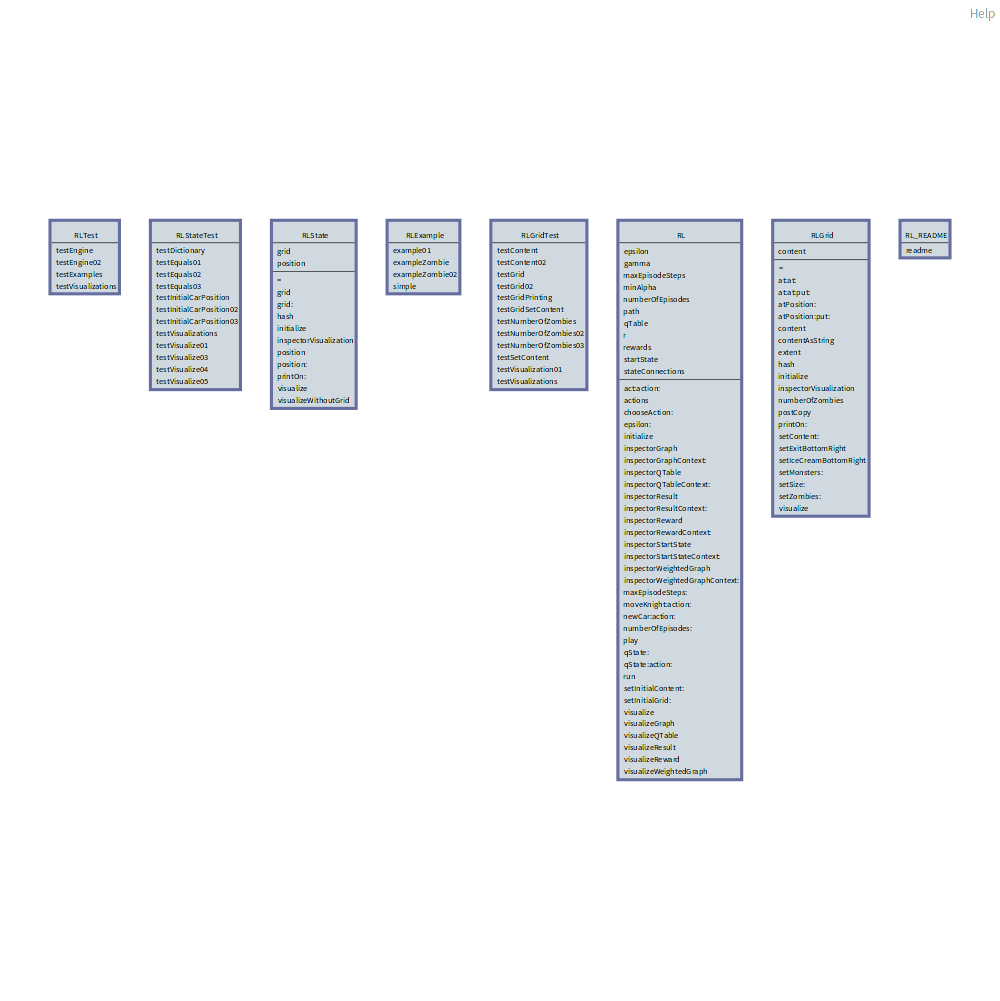 Help
RLTest
testEngine
testEngine02
testExamples
testVisualizations
RLStateTest
testDictionary
testEquals01
testEquals02
testEquals03
testInitialCarPosition
testInitialCarPosition02
testInitialCarPosition03
testVisualizations
testVisualize01
testVisualize03
testVisualize04
testVisualize05
RLState
grid
position
=
grid
grid:
hash
initialize
inspectorVisualization
position
position:
printOn:
visualize
visualizeWithoutGrid
RLExample
example01
exampleZombie
exampleZombie02
simple
RLGridTest
testContent
testContent02
testGrid
testGrid02
testGridPrinting
testGridSetContent
testNumberOfZombies
testNumberOfZombies02
testNumberOfZombies03
testSetContent
testVisualization01
testVisualizations
RL
epsilon
gamma
maxEpisodeSteps
minAlpha
numberOfEpisodes
path
qTable
r
rewards
startState
stateConnections
act:action:
actions
chooseAction:
epsilon:
initialize
inspectorGraph
inspectorGraphContext:
inspectorQTable
inspectorQTableContext:
inspectorResult
inspectorResultContext:
inspectorReward
inspectorRewardContext:
inspectorStartState
inspectorStartStateContext:
inspectorWeightedGraph
inspectorWeightedGraphContext:
maxEpisodeSteps:
moveKnight:action:
newCar:action:
numberOfEpisodes:
play
qState:
qState:action:
run
setInitialContent:
setInitialGrid:
visualize
visualizeGraph
visualizeQTable
visualizeResult
visualizeReward
visualizeWeightedGraph
RLGrid
content
=
at:at:
at:at:put:
atPosition:
atPosition:put:
content
contentAsString
extent
hash
initialize
inspectorVisualization
numberOfZombies
postCopy
printOn:
setContent:
setExitBottomRight
setIceCreamBottomRight
setMonsters:
setSize:
setZombies:
visualize
RL_README
readme